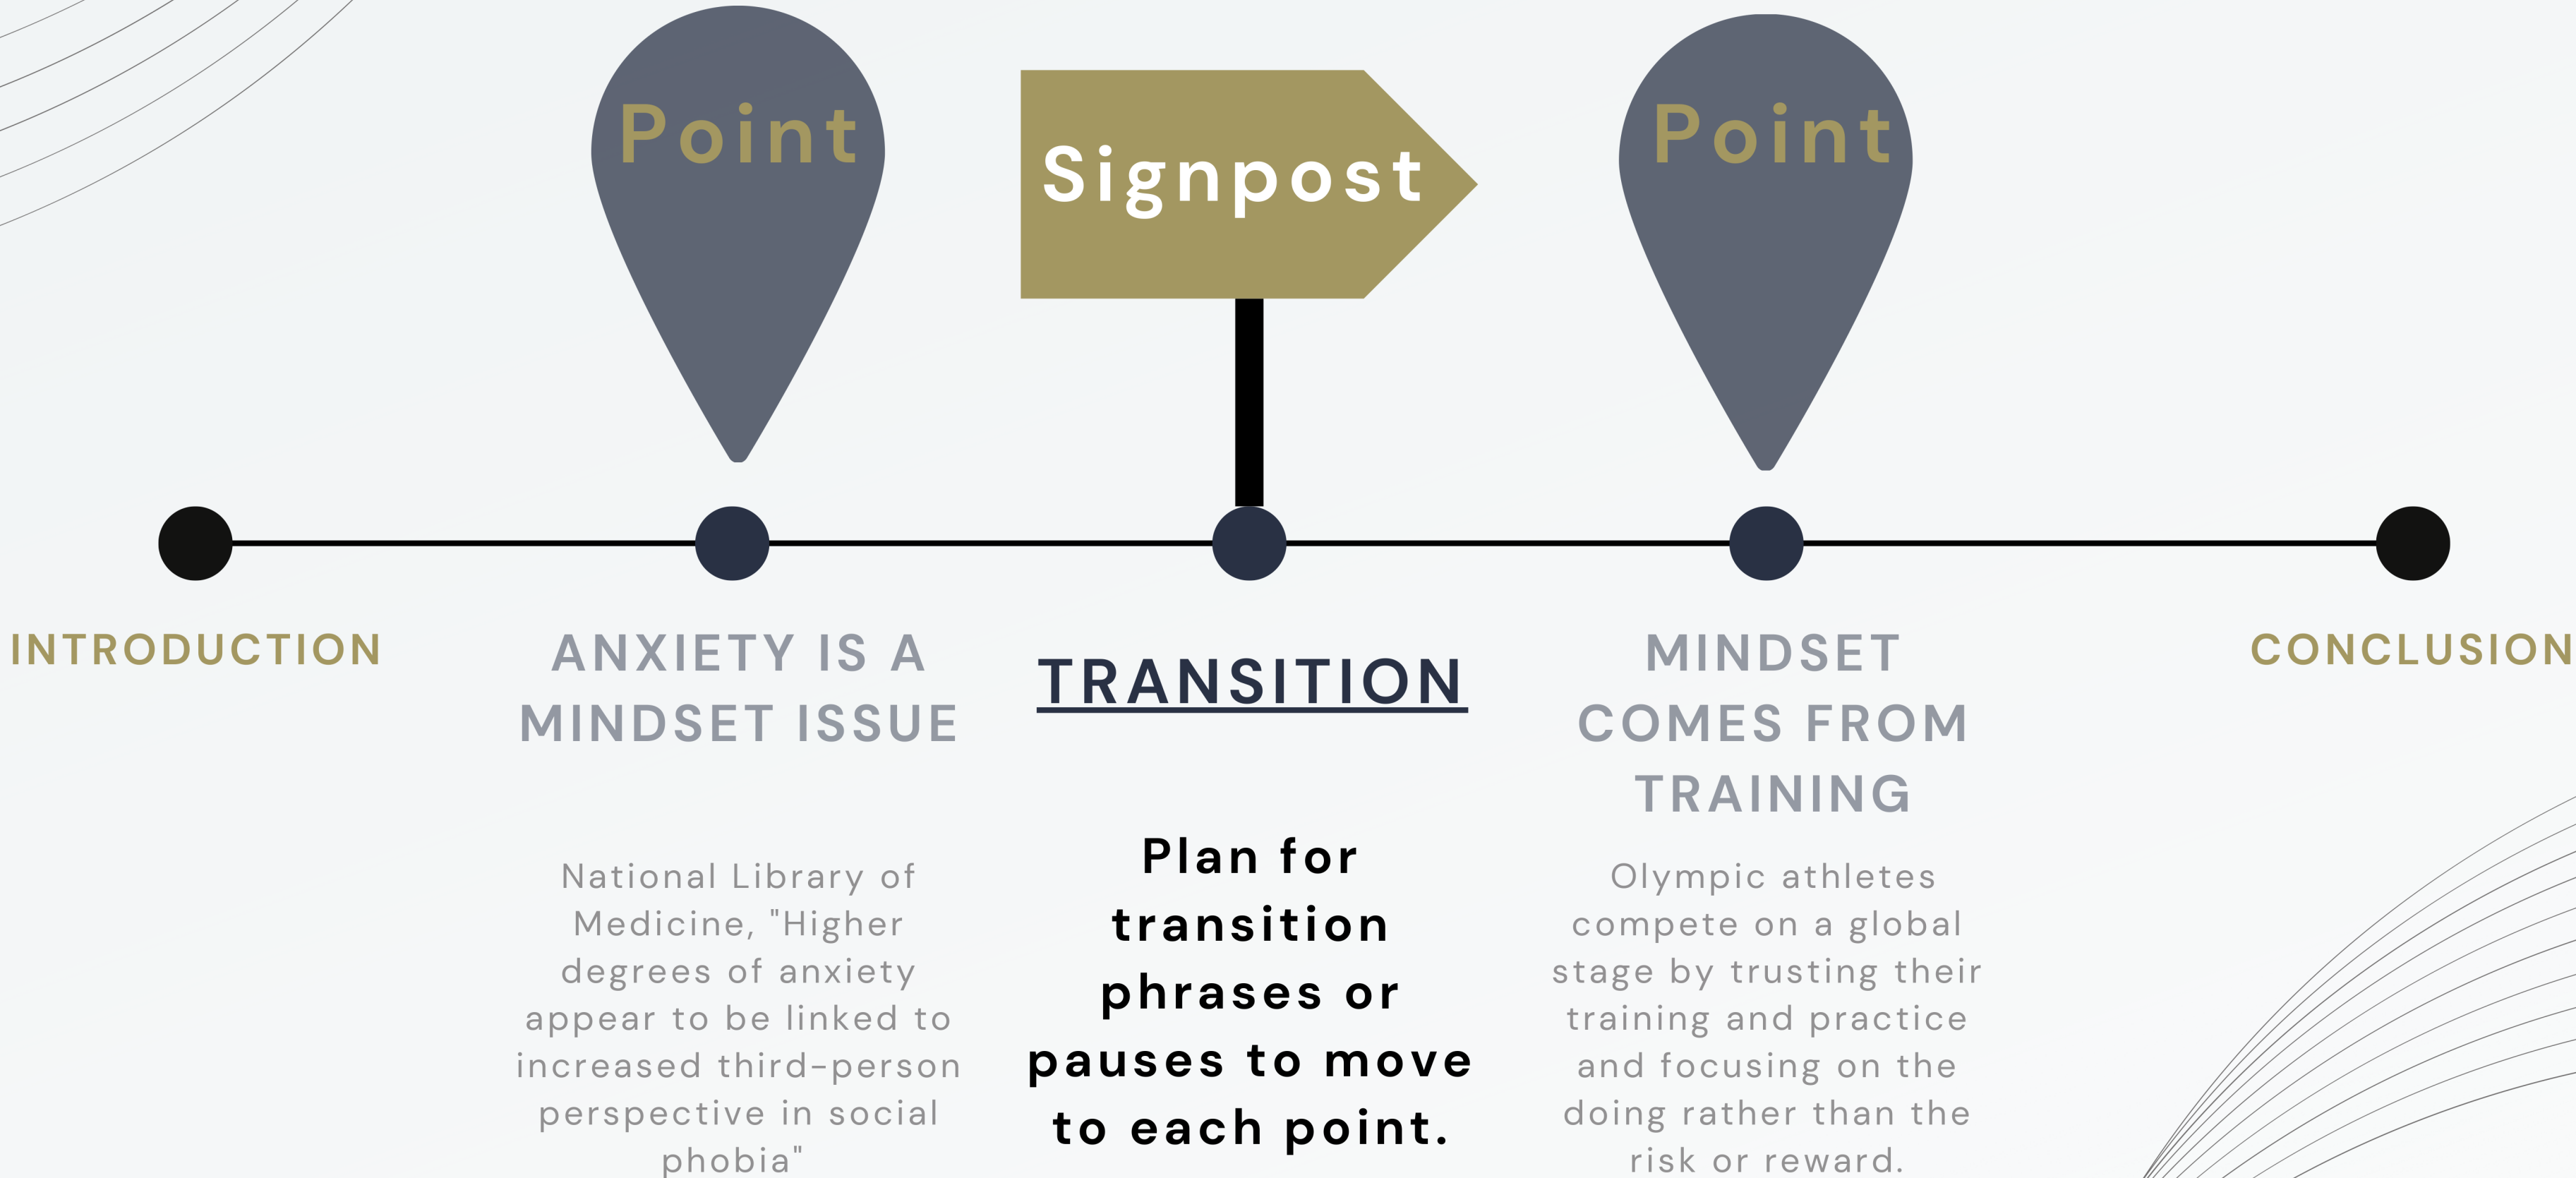 Point
Signpost
Point
INTRODUCTION
ANXIETY IS A
MINDSET ISSUE
National Library of
Medicine, "Higher
degrees of anxiety
appear to be linked to
increased third-person
perspective in social
phobia"
TRANSITION
Plan for
transition
phrases or
pauses to move
to each point.
MINDSET
COMES FROM
TRAINING
Olympic athletes
compete on a global
stage by trusting their
training and practice
and focusing on the
doing rather than the
risk or reward.
CONCLUSION